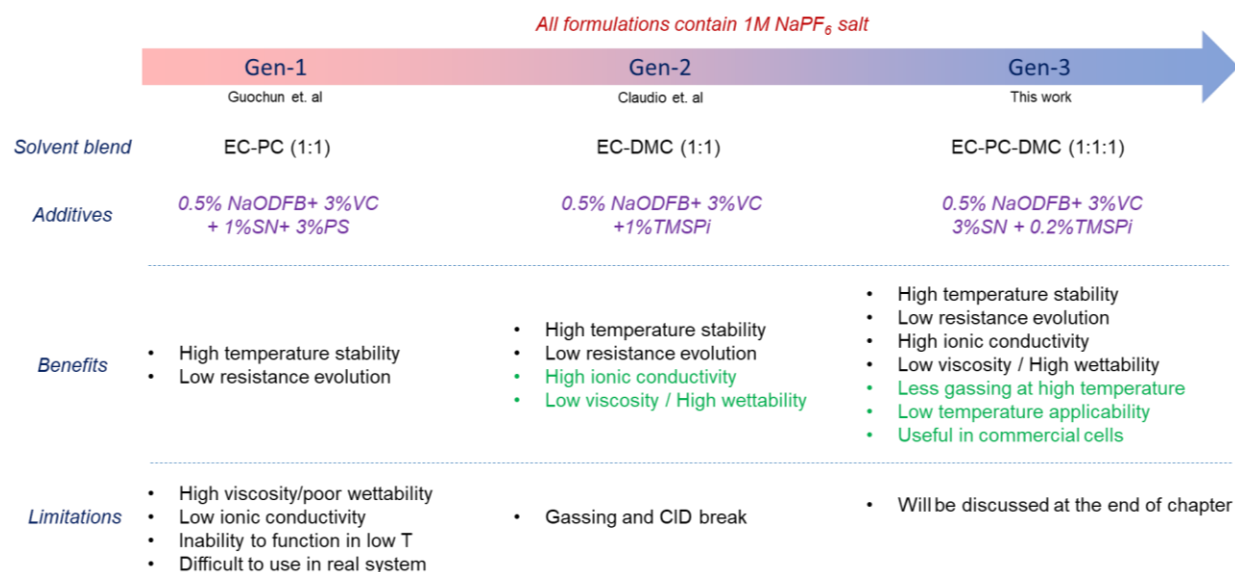 All formulations contain 1M NaPF6 salt
Gen-1
Gen-2
Gen-3
Guochun et. al
Claudio et. al
This work
Solvent blend
EC-PC (1:1)
EC-DMC (1:1)
EC-PC-DMC (1:1:1)
Additives
0.5% NaODFB+ 3%VC
+ 1%SN+ 3%PS
0.5% NaODFB+ 3%VC
+1%TMSPi
0.5% NaODFB+ 3%VC
3%SN + 0.2%TMSPi
Benefits
• High temperature stability
• Low resistance evolution
• High temperature stability
• Low resistance evolution
• High ionic conductivity
• Low viscosity / High wettability
• High temperature stability
• Low resistance evolution
• High ionic conductivity
• Low viscosity / High wettability
• Less gassing at high temperature
• Low temperature applicability
• Useful in commercial cells
Limitations
• High viscosity/poor wettability
• Low ionic conductivity
• Inability to function in low T
• Difficult to use in real system
• Gassing and CID break
• Will be discussed at the end of chapter